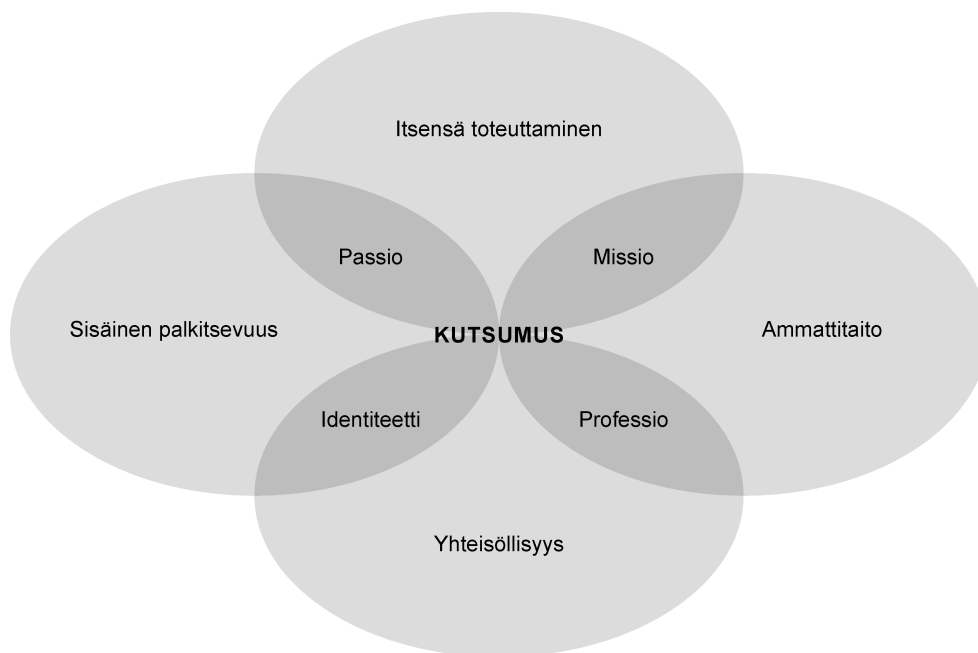 Itsensä toteuttaminen
Passio
Missio
Sisäinen palkitsevuus
KUTSUMUS
Ammattitaito
Identiteetti
Professio
Yhteisöllisyys